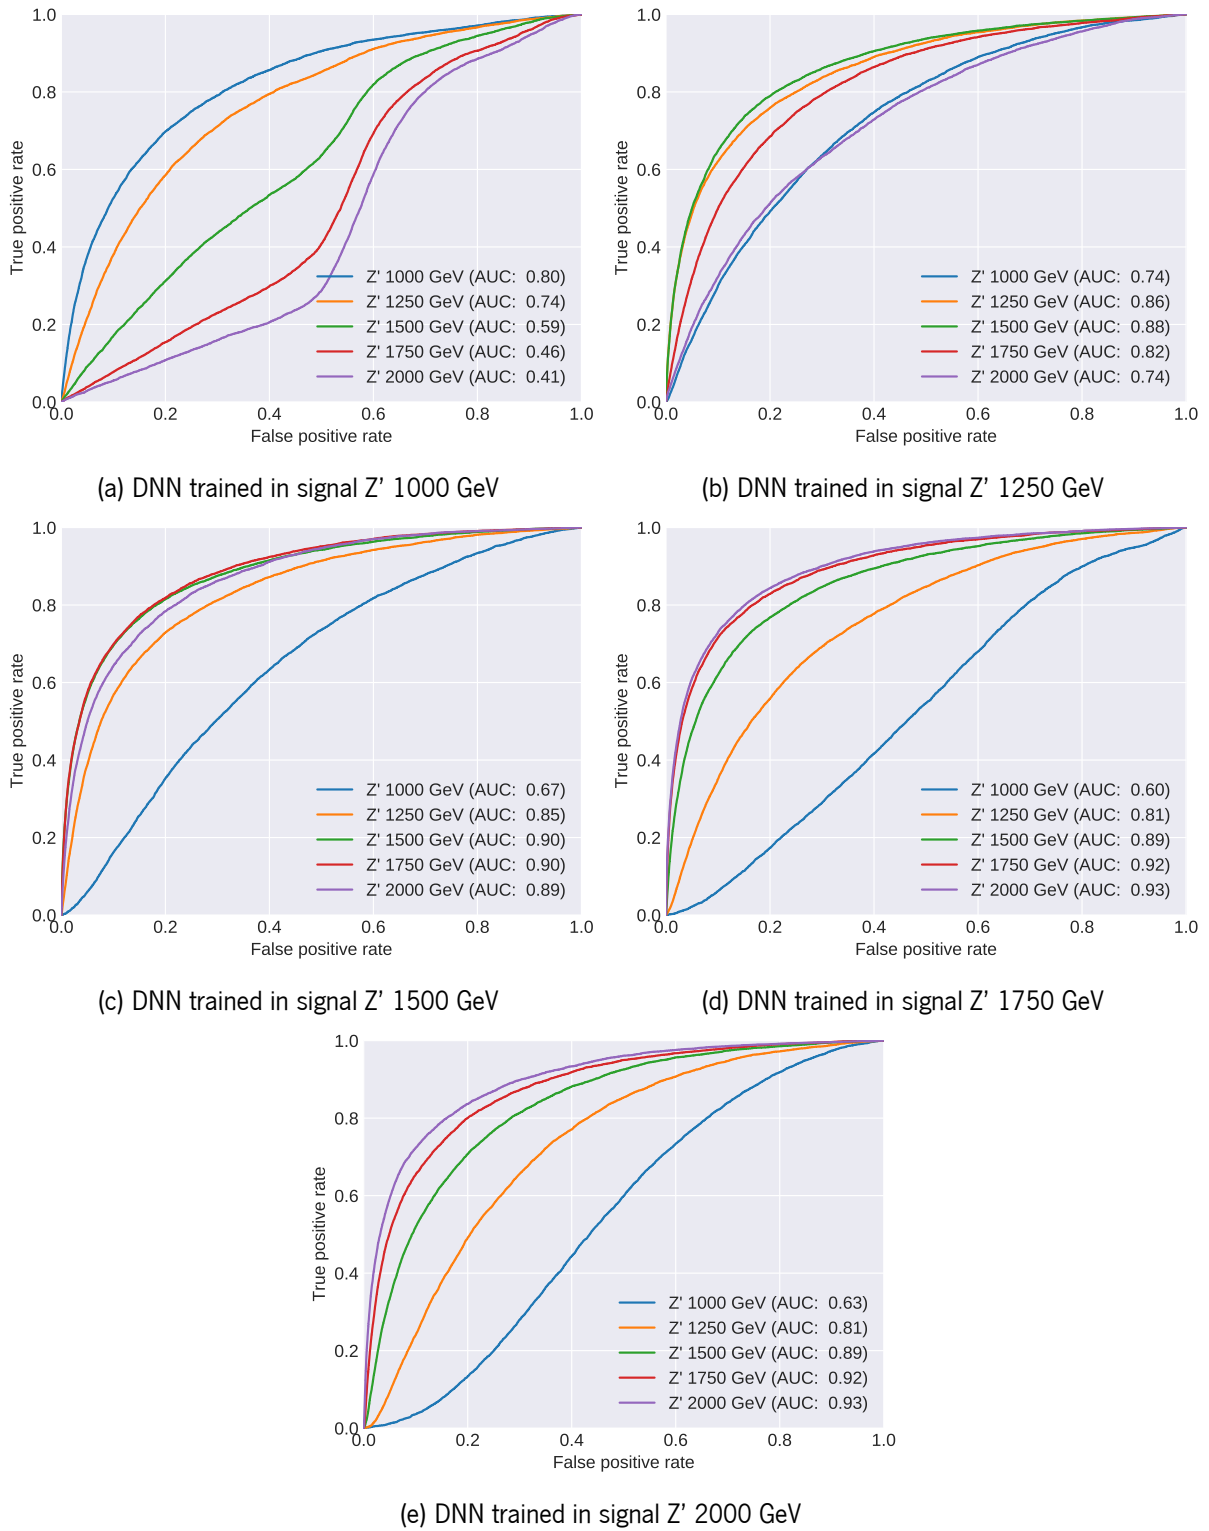 1.0
0.8
0.6
0.4
0.2
0.0
True positive rate
Z' 1000 GeV (AUC: 0.80)
Z' 1250 GeV (AUC: 0.74)
Z' 1500 GeV (AUC: 0.59)
Z' 1750 GeV (AUC: 0.46)
Z' 2000 GeV (AUC: 0.41)
0.0 0.2 0.4 0.6 0.8 1.0
False positive rate
(a) DNN trained in signal Z’ 1000 GeV
1.0
0.8
0.6
0.4
0.2
0.0
True positive rate
Z' 1000 GeV (AUC: 0.74)
Z' 1250 GeV (AUC: 0.86)
Z' 1500 GeV (AUC: 0.88)
Z' 1750 GeV (AUC: 0.82)
Z' 2000 GeV (AUC: 0.74)
0.0 0.2 0.4 0.6 0.8 1.0
False positive rate
(b) DNN trained in signal Z’ 1250 GeV
1.0
0.8
0.6
0.4
0.2
0.0
True positive rate
Z' 1000 GeV (AUC: 0.67)
Z' 1250 GeV (AUC: 0.85)
Z' 1500 GeV (AUC: 0.90)
Z' 1750 GeV (AUC: 0.90)
Z' 2000 GeV (AUC: 0.89)
0.0 0.2 0.4 0.6 0.8 1.0
False positive rate
(c) DNN trained in signal Z’ 1500 GeV
1.0
0.8
0.6
0.4
0.2
0.0
True positive rate
Z' 1000 GeV (AUC: 0.60)
Z' 1250 GeV (AUC: 0.81)
Z' 1500 GeV (AUC: 0.89)
Z' 1750 GeV (AUC: 0.92)
Z' 2000 GeV (AUC: 0.93)
0.0 0.2 0.4 0.6 0.8 1.0
False positive rate
(d) DNN trained in signal Z’ 1750 GeV
1.0
0.8
0.6
0.4
0.2
0.0
True positive rate
Z' 1000 GeV (AUC: 0.63)
Z' 1250 GeV (AUC: 0.81)
Z' 1500 GeV (AUC: 0.89)
Z' 1750 GeV (AUC: 0.92)
Z' 2000 GeV (AUC: 0.93)
0.0 0.2 0.4 0.6 0.8 1.0
False positive rate
(e) DNN trained in signal Z’ 2000 GeV